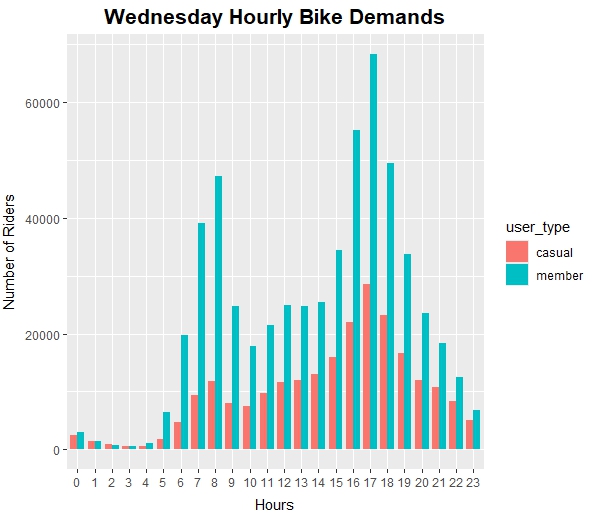 Wednesday Hourly Bike Demands
Number of Riders
60000
40000
20000
0
0 1 2 3 4 5 6 7 8 9 10 11 12 13 14 15 16 17 18 19 20 21 22 23
Hours
user_type
casual
member